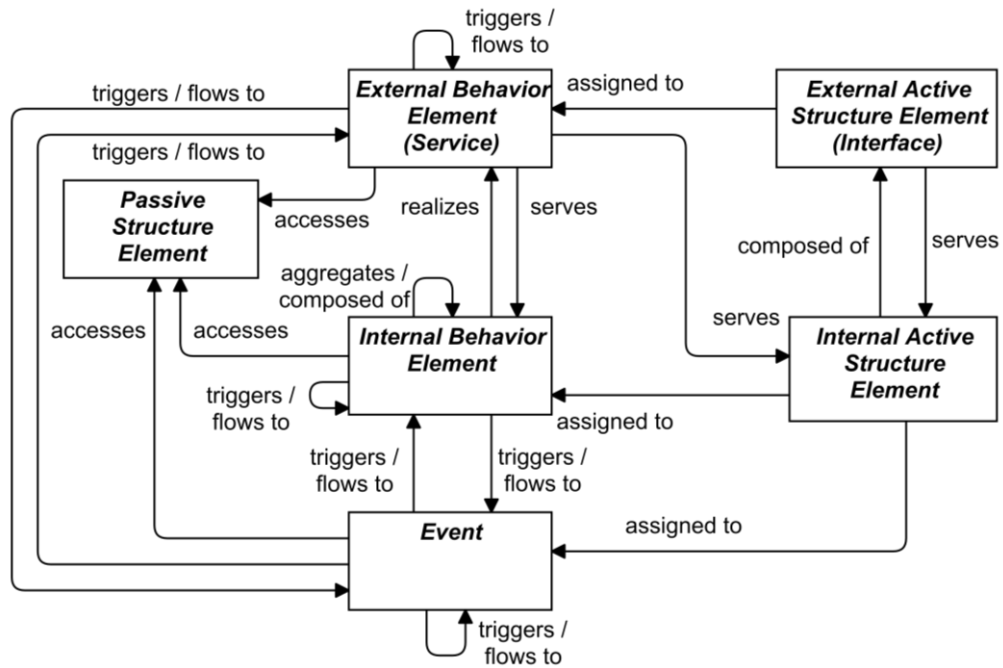 triggers /
flows to
triggers / flows to
External Behavior
Element
(Service)
assigned to
External Active
Structure Element
(Interface)
triggers / flows to
Passive
Structure
Element
accesses
realizes
serves
composed of
serves
aggregates /
composed of
accesses
accesses
Internal Behavior
Element
serves
Internal Active
Structure
Element
triggers /
flows to
assigned to
triggers /
flows to
triggers /
flows to
Event
assigned to
triggers /
flows to